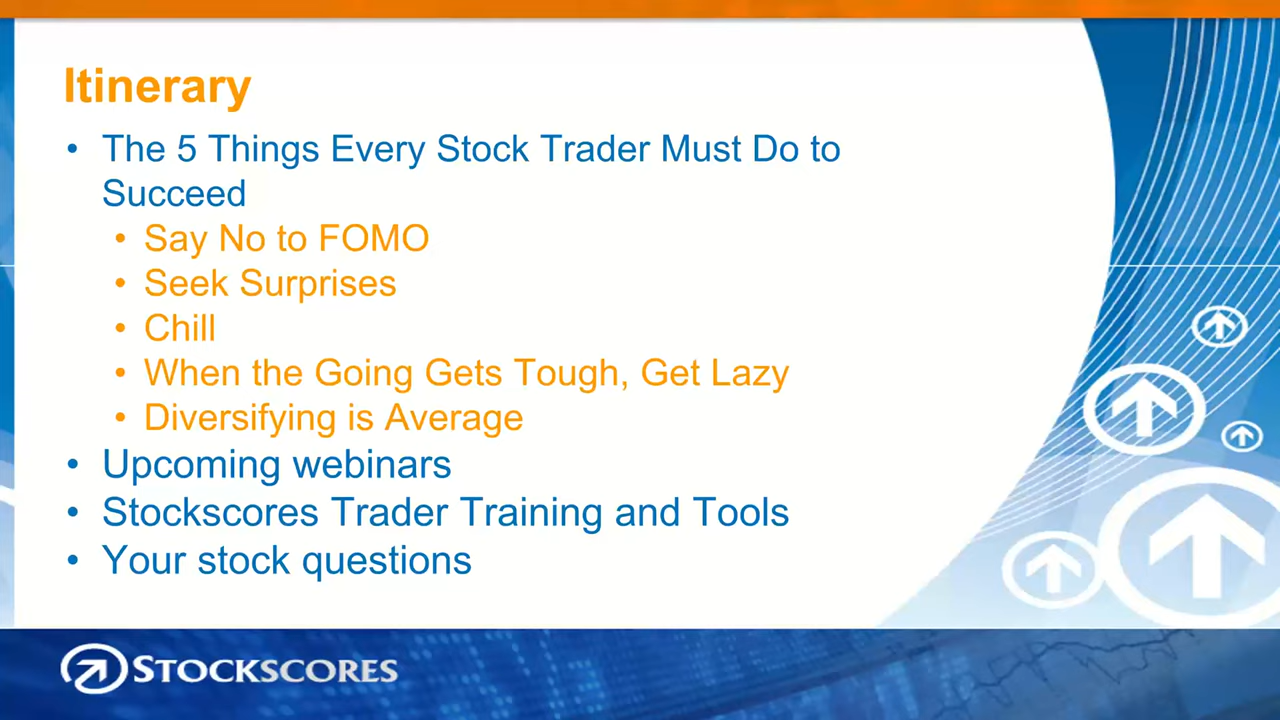 Itinerary
• The 5 Things Every Stock Trader Must Do to
Succeed
• Say No to FOMO
• Seek Surprises
• Chill
• When the Going Gets Tough, Get Lazy
• Diversifying is Average
• Upcoming webinars
• Stockscores Trader Training and Tools
• Your stock questions
STOCKSCORES